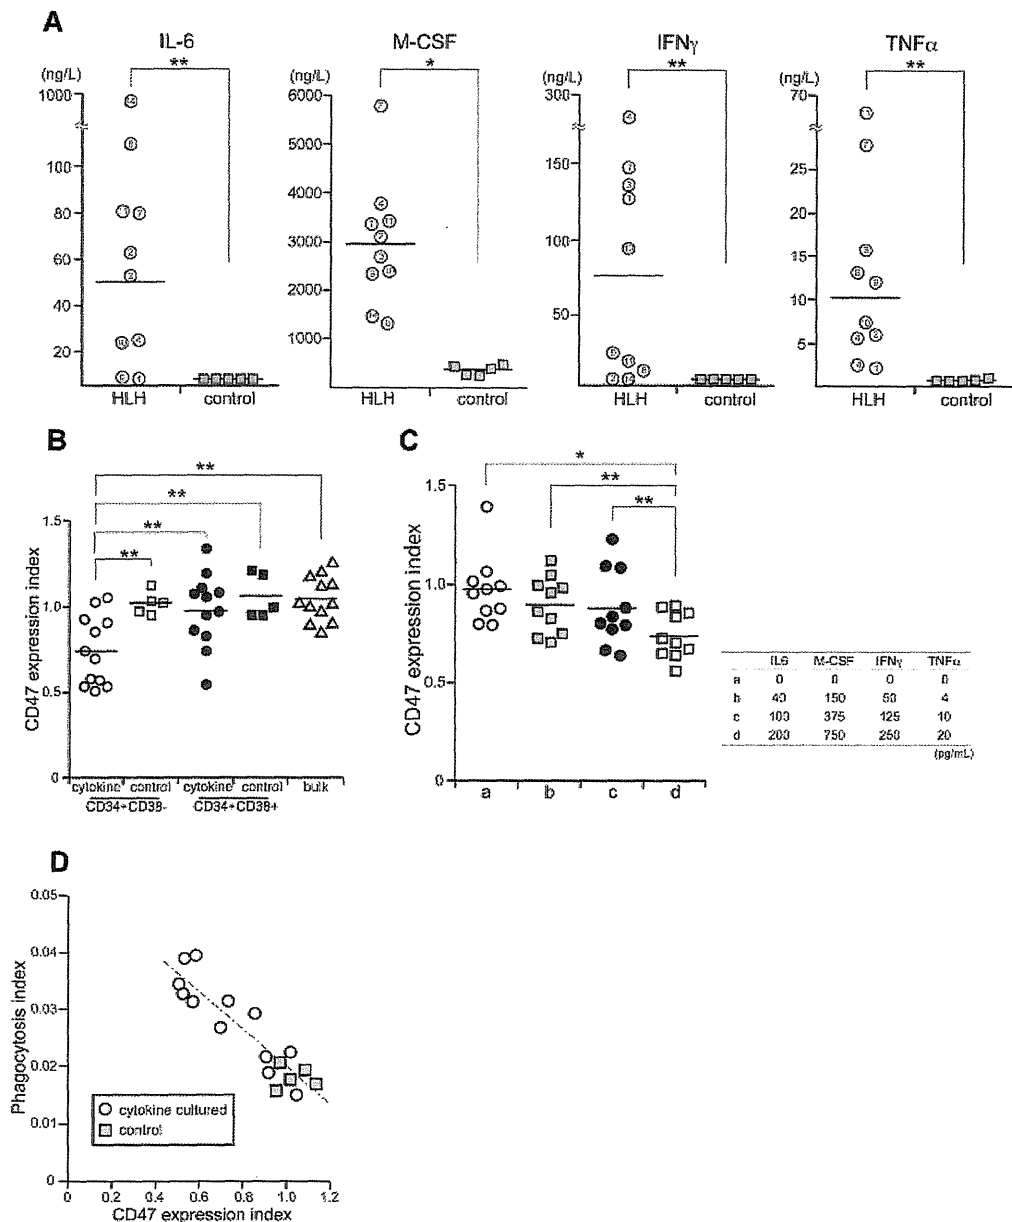 A
IL-6
M-CSF
IFNγ
TNFα
(ng/L)
**
(ng/L)
*
(ng/L)
**
(ng/L)
**
1000
100
80
60
40
20
HLH
control
6000
5000
4000
3000
2000
1000
HLH
control
300
150
100
50
HLH
control
70
25
20
15
10
5
HLH
control
B
**
**
**
**
1.5
1.0
0.5
0
CD47 expression index
cytokine control
CD34+CD38-
cytokine control
CD34+CD38+
bulk
C
*
**
**
1.5
1.0
0.5
0
CD47 expression index
a b c d
IL6 M-CSF IFNγ TNFα
a 0 0 0 0
b 40 150 50 4
c 100 375 125 10
d 200 750 250 20
(pg/mL)
D
0.05
0.04
0.03
0.02
0.01
0
Phagocytosis index
cytokine cultured
control
0 0.2 0.4 0.6 0.8 1.0 1.2
CD47 expression index